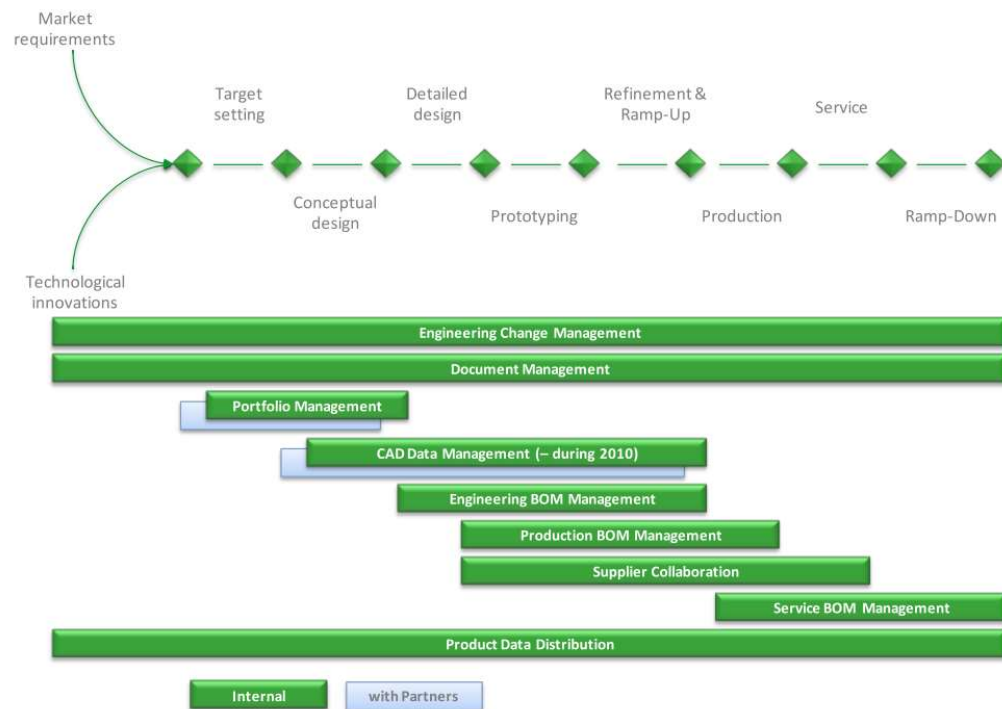 Market
requirements
Target
setting
Detailed
design
Refinement &
Ramp-Up
Service
Conceptual
design
Prototyping
Production
Ramp-Down
Technological
innovations
Engineering Change Management
Document Management
Portfolio Management
CAD Data Management (– during 2010)
Engineering BOM Management
Production BOM Management
Supplier Collaboration
Service BOM Management
Product Data Distribution
Internal
with Partners